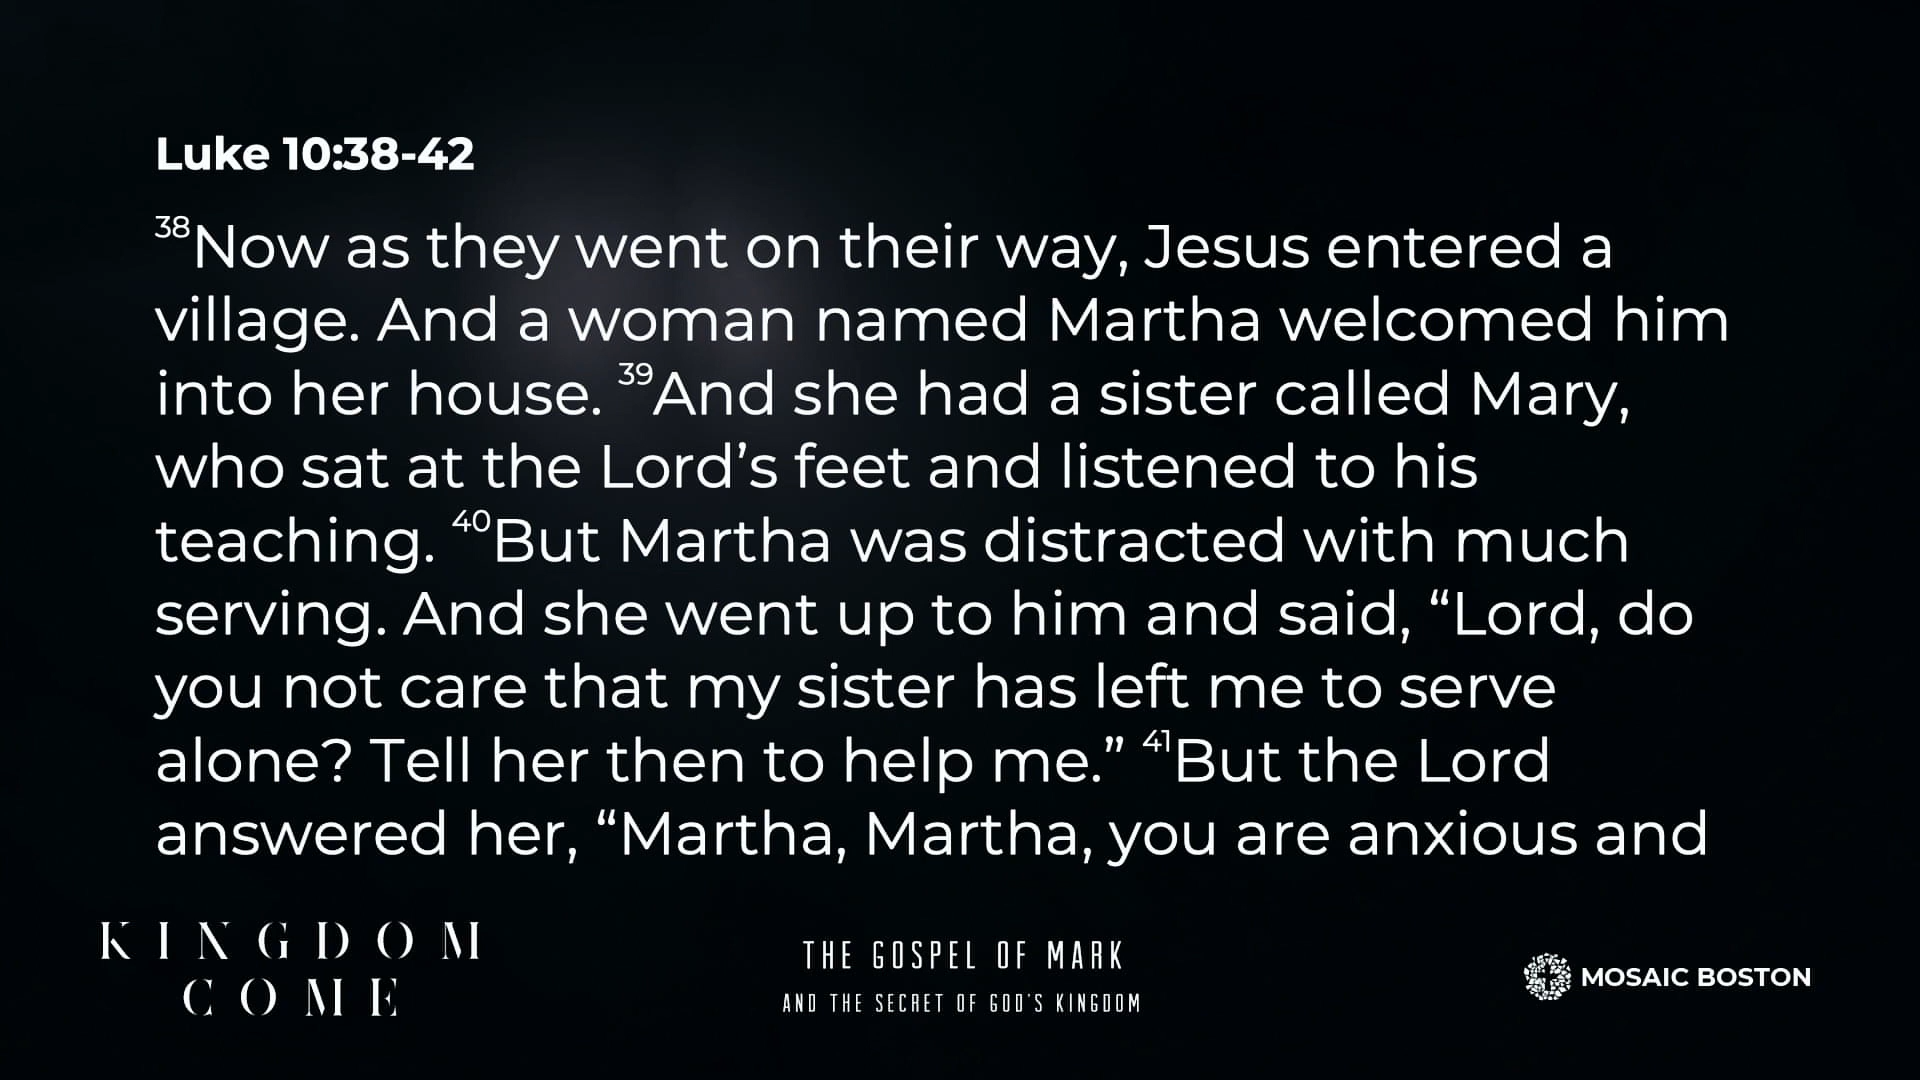 Luke 10:38-42
38Now as they went on their way, Jesus entered a
village. And a woman named Martha welcomed him
into her house. 39And she had a sister called Mary,
who sat at the Lord’s feet and listened to his
teaching. 40But Martha was distracted with much
serving. And she went up to him and said, “Lord, do
you not care that my sister has left me to serve
alone? Tell her then to help me.” 41But the Lord
answered her, “Martha, Martha, you are anxious and
KINGDOM
COME
THE GOSPEL OF MARK
AND THE SECRET OF GOD'S KINGDOM
MOSAIC BOSTON